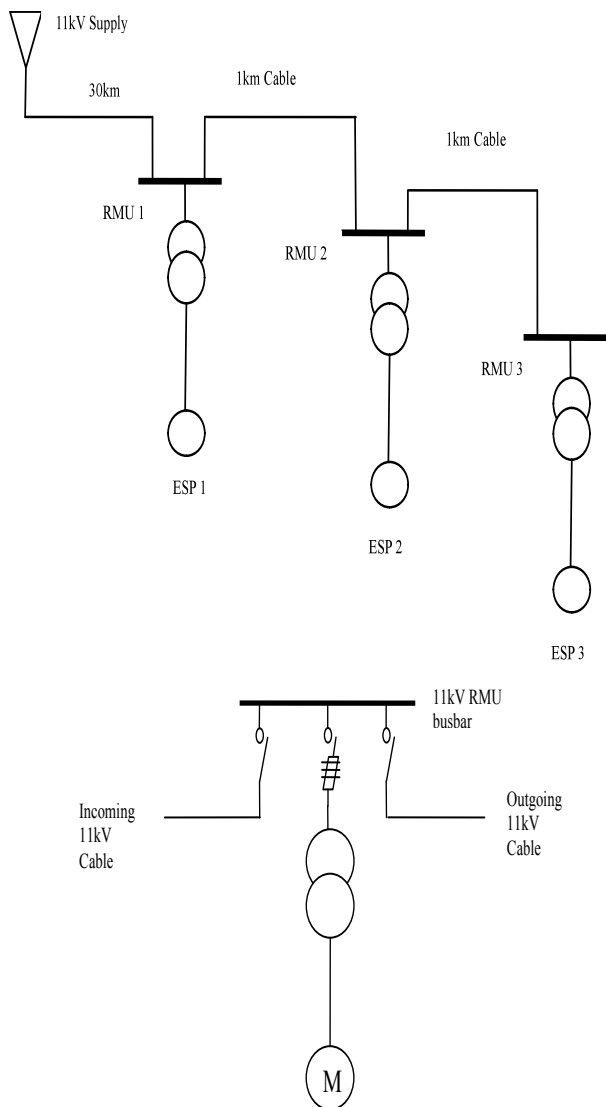 11kV Supply
30km
1km Cable
1km Cable
RMU 1
RMU 2
RMU 3
ESP 1
ESP 2
ESP 3
11kV RMU
busbar
Incoming
11kV
Cable
Outgoing
11kV
Cable
M